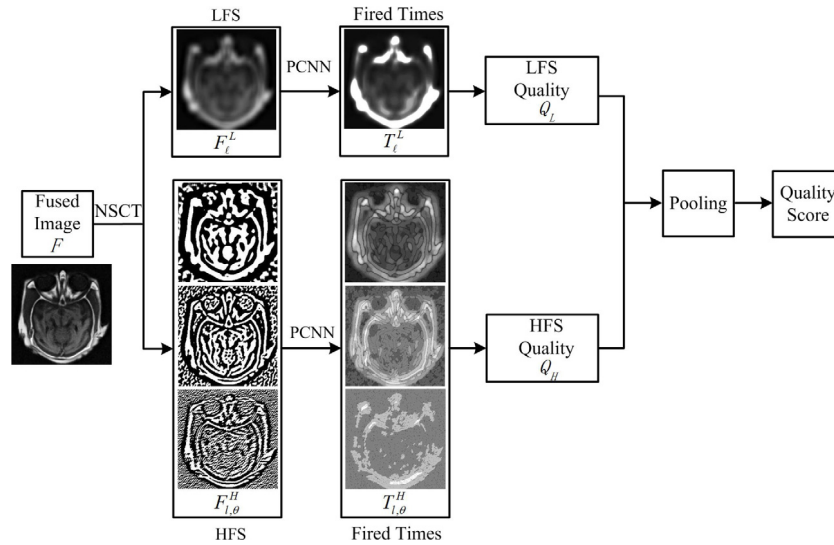 LFS
Fired Times
PCNN
F_ℓ^L
T_ℓ^L
LFS
Quality
Q_L
Fused
Image
F
NSCT
Pooling
Quality
Score
PCNN
HFS
Quality
Q_H
F_{l,θ}^H
T_{l,θ}^H
HFS
Fired Times